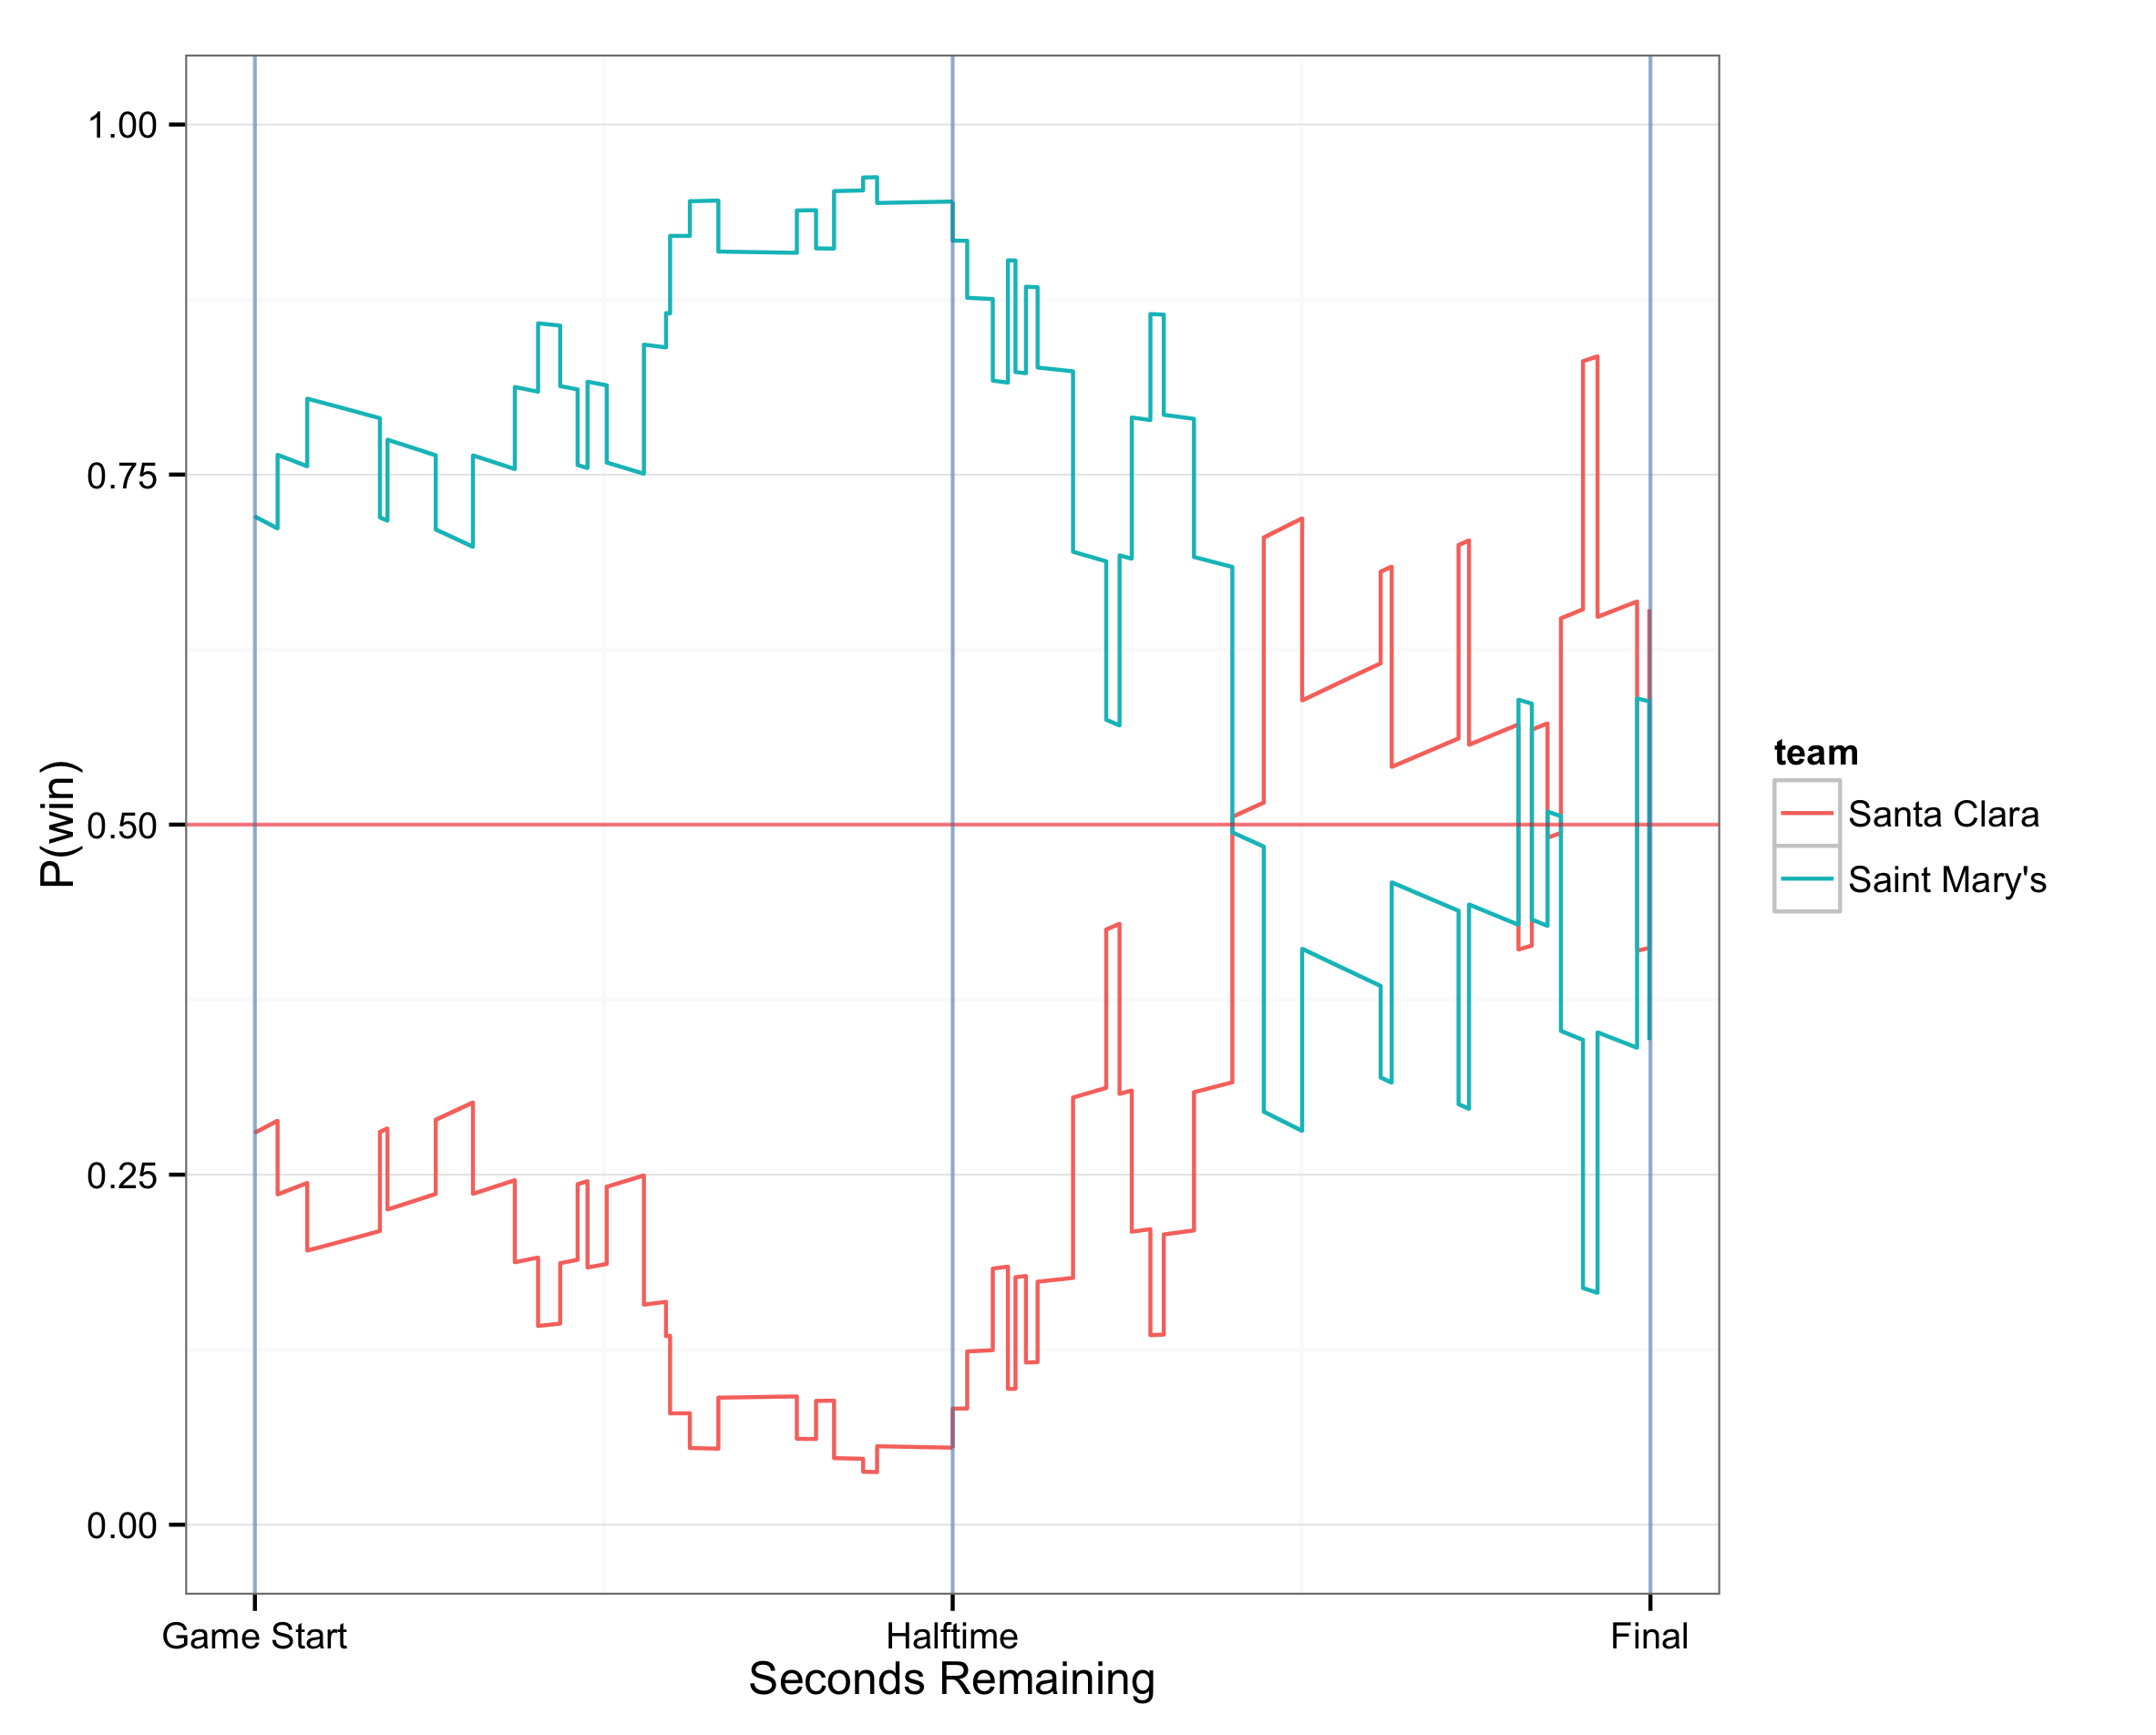 P(win)
1.00
0.75
0.50
0.25
0.00
Game Start
Halftime
Final
Seconds Remaining
team
Santa Clara
Saint Mary's